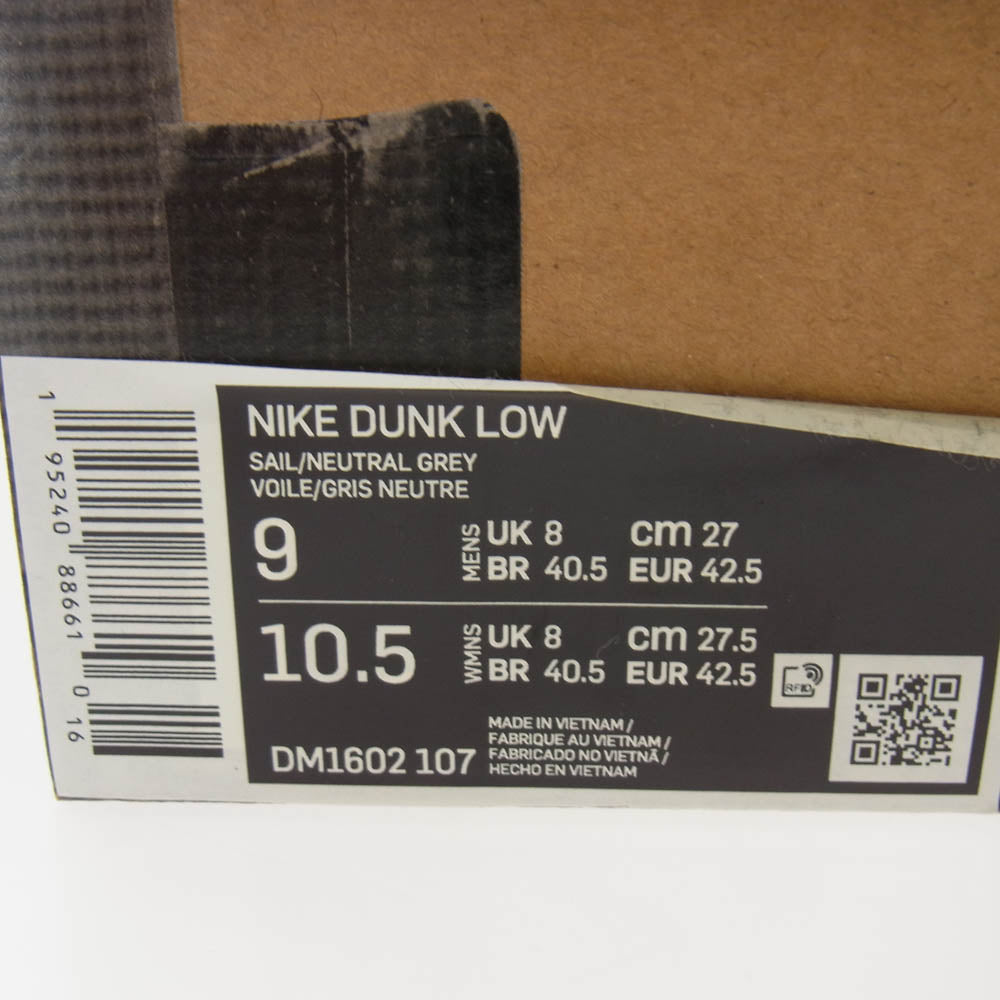 NIKE DUNK LOW
SAIL/NEUTRAL GREY
VOILE/GRIS NEUTRE
9 MENS UK 8 cm 27
BR 40.5 EUR 42.5
10.5 WMNS UK 8 cm 27.5
BR 40.5 EUR 42.5
RFID
DM1602 107
MADE IN VIETNAM /
FABRIQUE AU VIETNAM /
FABRICADO NO VIETNÃ /
HECHO EN VIETNAM
1 95240 88661 0 16